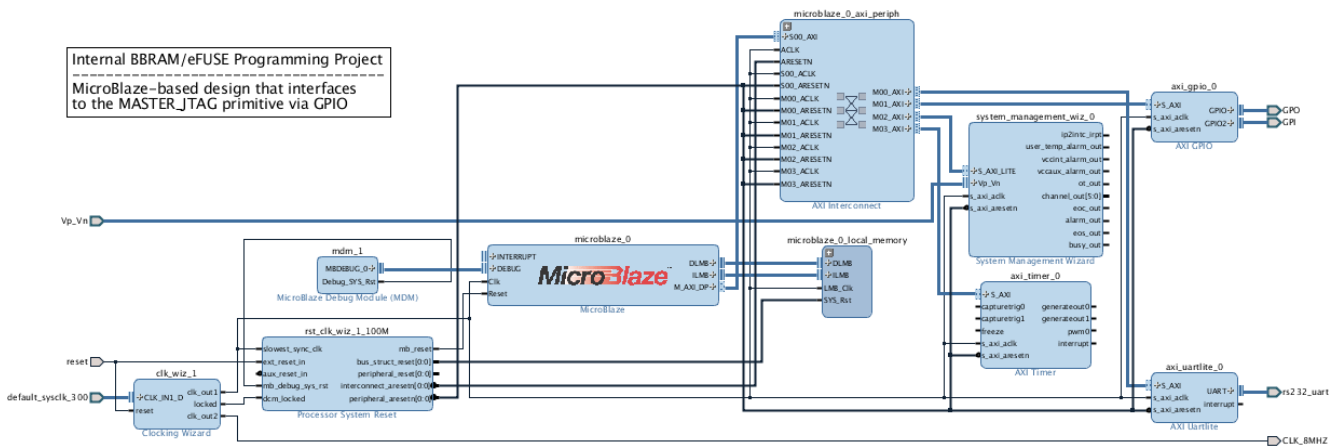 Internal BBRAM/eFUSE Programming Project
----------------------------------------
MicroBlaze-based design that interfaces
to the MASTER_JTAG primitive via GPIO
microblaze_0_axi_periph
S00_AXI
ACLK
ARESETN
S00_ACLK
S00_ARESETN
M00_ACLK
M00_ARESETN
M01_ACLK
M01_ARESETN
M02_ACLK
M02_ARESETN
M03_ACLK
M03_ARESETN
M00_AXI
M01_AXI
M02_AXI
M03_AXI
AXI Interconnect
axi_gpio_0
S_AXI
s_axi_aclk
s_axi_aresetn
GPIO
GPIO2
AXI GPIO
GPO
GPI
system_management_wiz_0
S_AXI_LITE
Vp_Vn
s_axi_aclk
s_axi_aresetn
ip2intc_irpt
user_temp_alarm_out
vccint_alarm_out
vccaux_alarm_out
ot_out
channel_out[5:0]
eoc_out
alarm_out
eos_out
busy_out
System Management Wizard
Vp_Vn
mdm_1
MBDEBUG_0
Debug_SYS_Rst
MicroBlaze Debug Module (MDM)
microblaze_0
INTERRUPT
DEBUG
Clk
Reset
MicroBlaze
DLMB
ILMB
M_AXI_DP
MicroBlaze
microblaze_0_local_memory
DLMB
ILMB
LMB_Clk
SYS_Rst
axi_timer_0
S_AXI
capturetrig0
capturetrig1
freeze
s_axi_aclk
s_axi_aresetn
generateout0
generateout1
pwm0
interrupt
AXI Timer
rst_clk_wiz_1_100M
slowest_sync_clk
ext_reset_in
aux_reset_in
mb_debug_sys_rst
dcm_locked
mb_reset
bus_struct_reset[0:0]
peripheral_reset[0:0]
interconnect_aresetn[0:0]
peripheral_aresetn[0:0]
Processor System Reset
reset
default_sysclk_300
clk_wiz_1
CLK_IN1_D
reset
clk_out1
locked
clk_out2
Clocking Wizard
axi_uartlite_0
S_AXI
s_axi_aclk
s_axi_aresetn
UART
interrupt
AXI Uartlite
rs232_uart
CLK_8MHZ